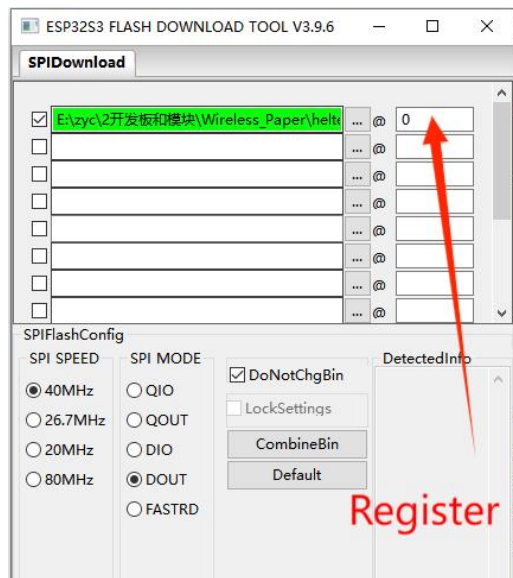 ESP32S3 FLASH DOWNLOAD TOOL V3.9.6
SPIDownload
E:\zyc\2开发板和模块\Wireless_Paper\helte ... @ 0
... @
... @
... @
... @
... @
... @
... @
SPIFlashConfig
SPI SPEED SPI MODE DetectedInfo
DoNotChgBin
40MHz QIO
LockSettings
26.7MHz QOUT
CombineBin
20MHz DIO
Default
80MHz DOUT
FASTRD
Register